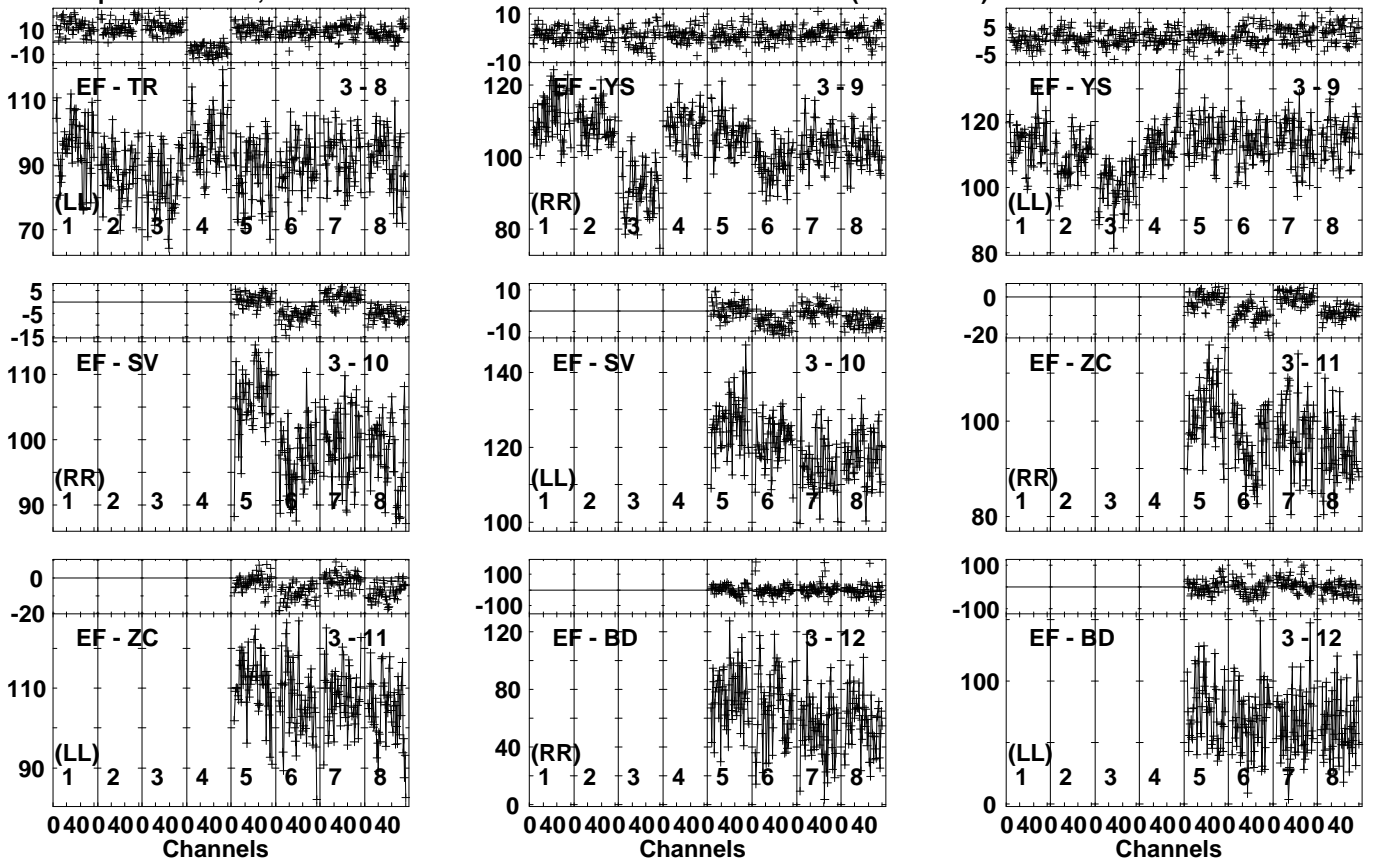 10
-10
EF - TR 3 - 8
110
90
70
(LL)
1 2 3 4 5 6 7 8
10
-10
EF - YS 3 - 9
120
100
80
(RR)
1 2 3 4 5 6 7 8
5
-5
EF - YS 3 - 9
120
100
80
(LL)
1 2 3 4 5 6 7 8
5
-5
-15
EF - SV 3 - 10
110
100
90
(RR)
1 2 3 4 5 6 7 8
10
-10
EF - SV 3 - 10
140
120
100
(LL)
1 2 3 4 5 6 7 8
0
-20
EF - ZC 3 - 11
100
80
(RR)
1 2 3 4 5 6 7 8
0
-20
EF - ZC 3 - 11
110
90
(LL)
1 2 3 4 5 6 7 8
0 40 0 40 0 40 0 40 0 40 0 40 0 40 0 40
Channels
100
-100
EF - BD 3 - 12
120
80
40
0
(RR)
1 2 3 4 5 6 7 8
0 40 0 40 0 40 0 40 0 40 0 40 0 40 0 40
Channels
100
-100
EF - BD 3 - 12
100
0
(LL)
1 2 3 4 5 6 7 8
0 40 0 40 0 40 0 40 0 40 0 40 0 40 0 40
Channels